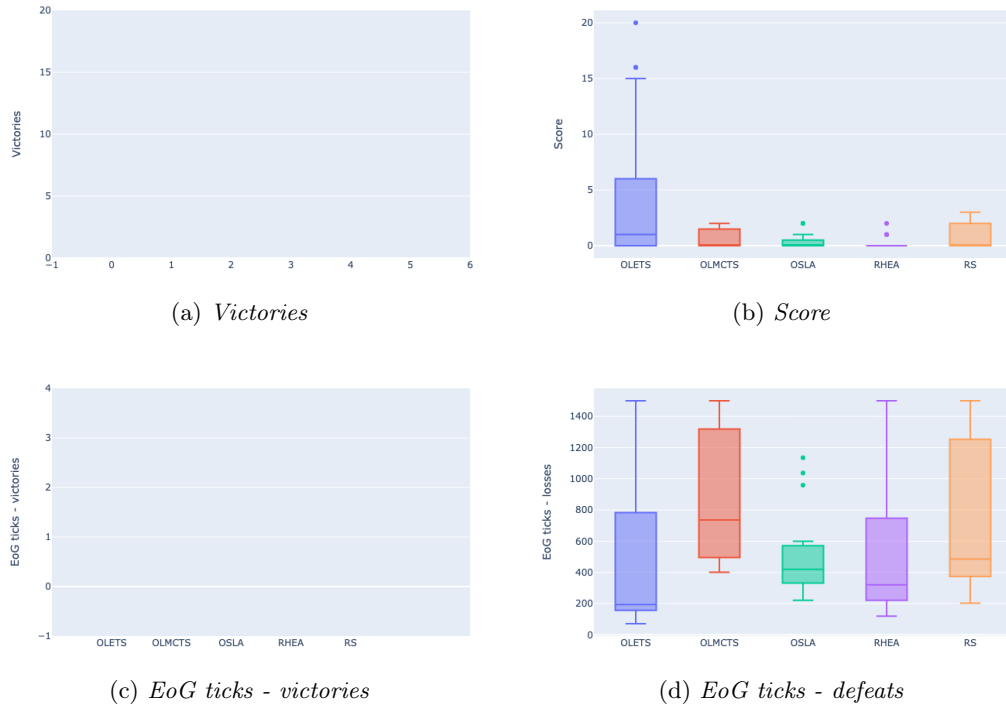 20
15
10
5
0
Victories
−1 0 1 2 3 4 5 6
(a) Victories
20
15
10
5
0
Score
OLETS OLMCTS OSLA RHEA RS
(b) Score
4
3
2
1
0
−1
EoG ticks - victories
OLETS OLMCTS OSLA RHEA RS
(c) EoG ticks - victories
1400
1200
1000
800
600
400
200
0
EoG ticks - losses
OLETS OLMCTS OSLA RHEA RS
(d) EoG ticks - defeats